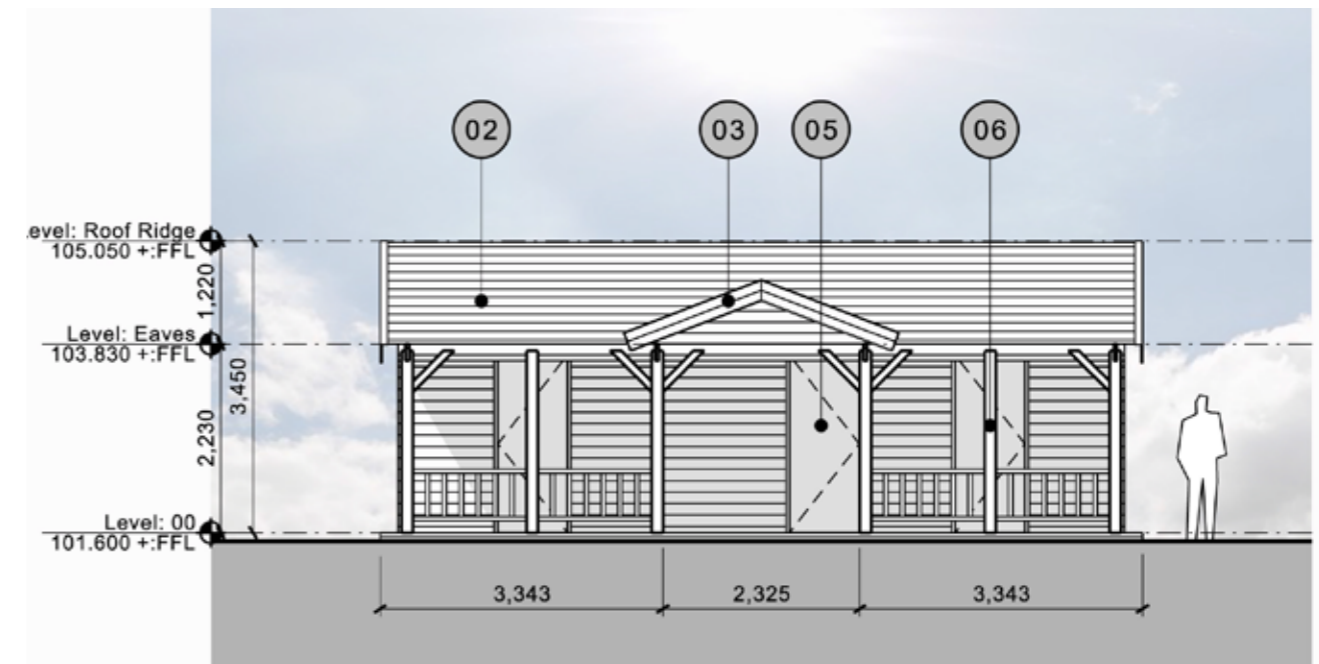 02 03 05 06
evel: Roof Ridge
105.050 +:FFL
1,220
Level: Eaves
103.830 +:FFL
3,450
2,230
Level: 00
101.600 +:FFL
3,343 2,325 3,343